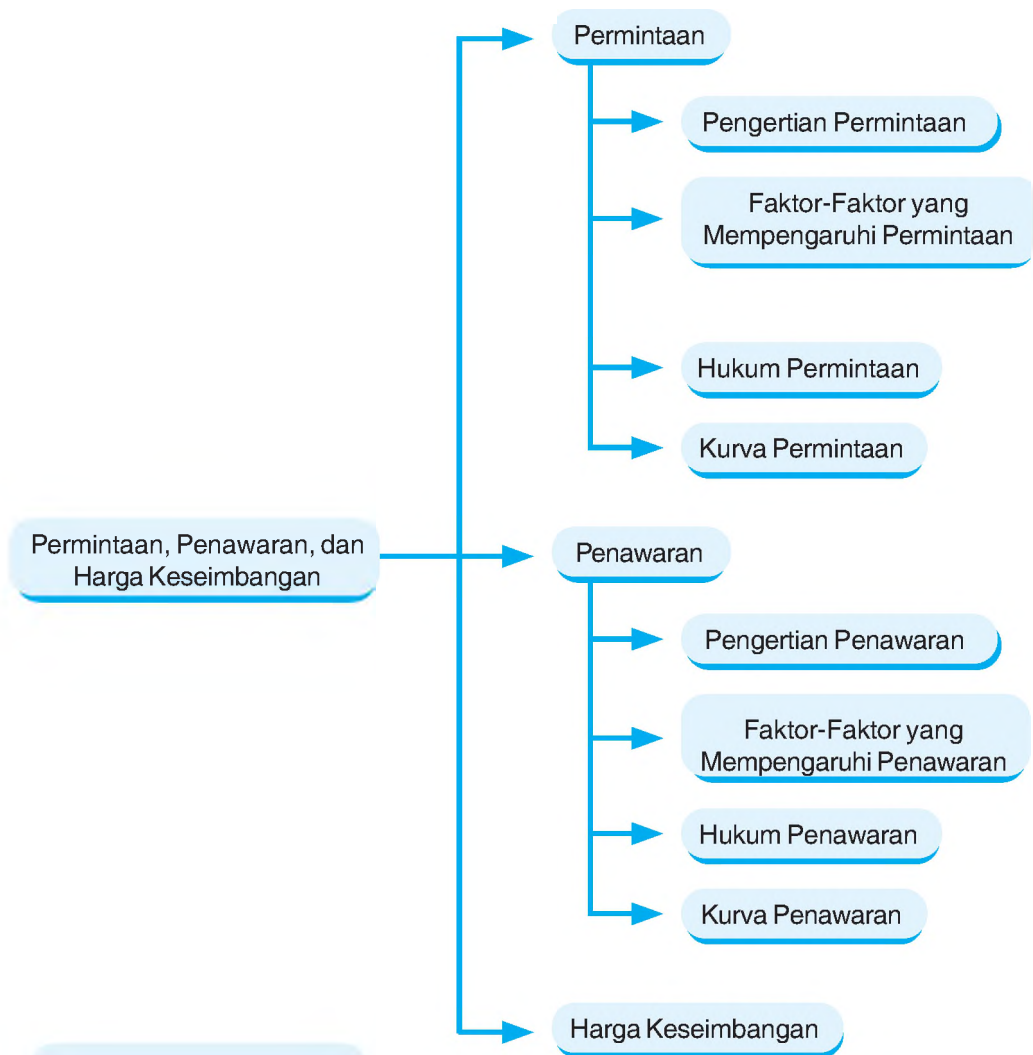 Permintaan
Pengertian Permintaan
Faktor-Faktor yang
Mempengaruhi Permintaan
Hukum Permintaan
Kurva Permintaan
Permintaan, Penawaran, dan
Harga Keseimbangan
Penawaran
Pengertian Penawaran
Faktor-Faktor yang
Mempengaruhi Penawaran
Hukum Penawaran
Kurva Penawaran
Harga Keseimbangan